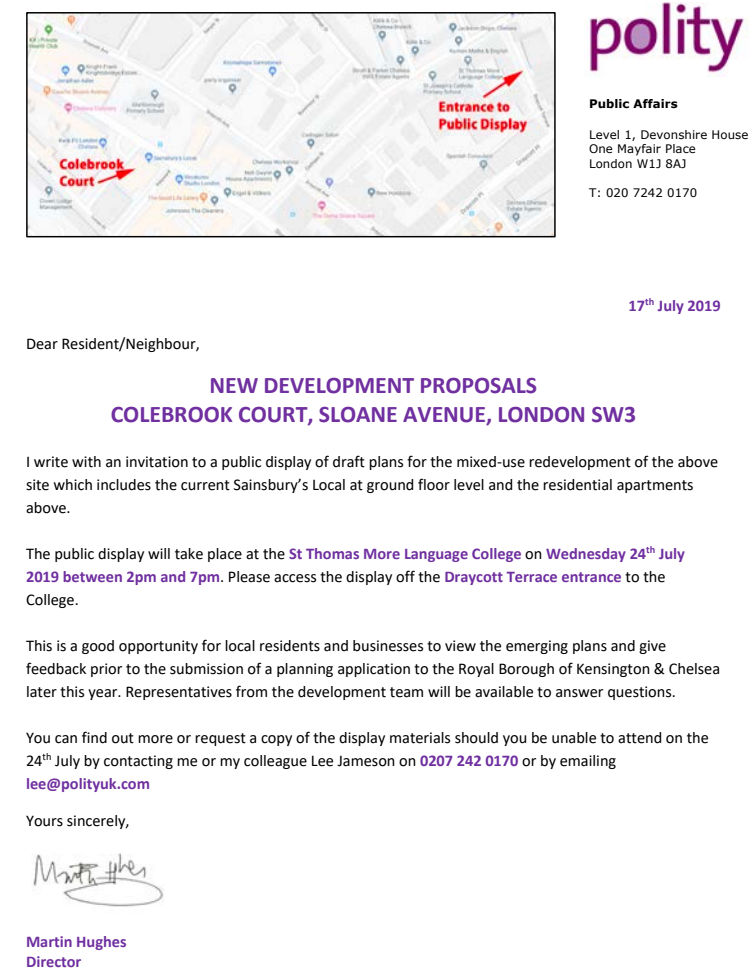 Entrance to
Public Display
Colebrook
Court
Sainsbury's Local
party superstar
Engel & Völkers
Johnsons The Cleaners
polity
Public Affairs
Level 1, Devonshire House
One Mayfair Place
London W1J 8AJ
T: 020 7242 0170
17th July 2019
Dear Resident/Neighbour,
NEW DEVELOPMENT PROPOSALS
COLEBROOK COURT, SLOANE AVENUE, LONDON SW3
I write with an invitation to a public display of draft plans for the mixed-use redevelopment of the above
site which includes the current Sainsbury's Local at ground floor level and the residential apartments
above.
The public display will take place at the St Thomas More Language College on Wednesday 24th July
2019 between 2pm and 7pm. Please access the display off the Draycott Terrace entrance to the
College.
This is a good opportunity for local residents and businesses to view the emerging plans and give
feedback prior to the submission of a planning application to the Royal Borough of Kensington & Chelsea
later this year. Representatives from the development team will be available to answer questions.
You can find out more or request a copy of the display materials should you be unable to attend on the
24th July by contacting me or my colleague Lee Jameson on 0207 242 0170 or by emailing
lee@polityuk.com
Yours sincerely,
Martin Hughes
Director